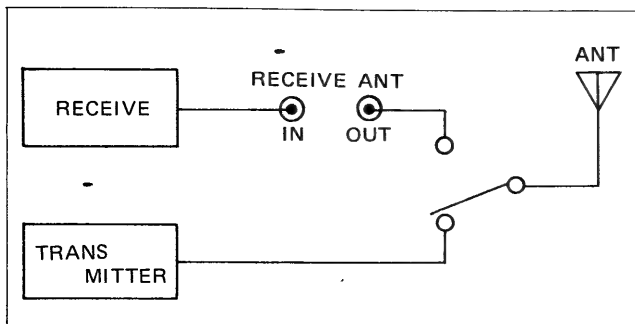 ANT
RECEIVE ANT
RECEIVE
IN OUT
TRANS
MITTER